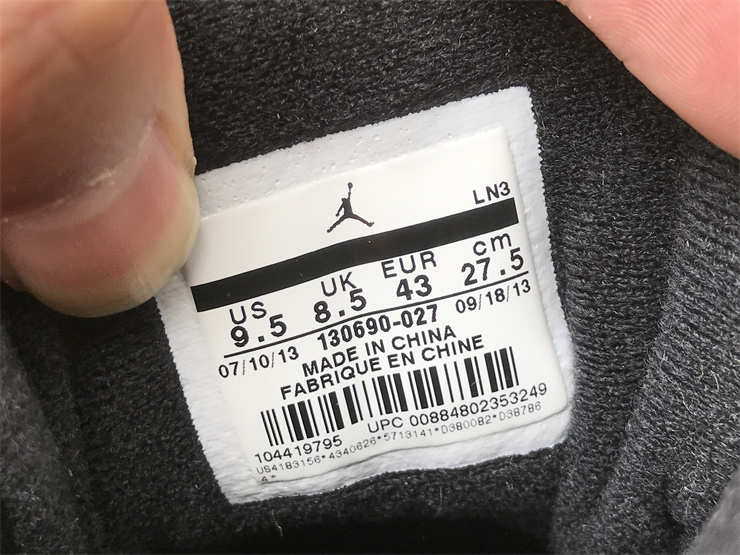 LN3
US UK EUR cm
9.5 8.5 43 27.5
07/10/13 130690-027 09/18/13
MADE IN CHINA
FABRIQUE EN CHINE
104419795 UPC 00884802353249
US4183156*4340626*5713141*D380082*D38786
4*